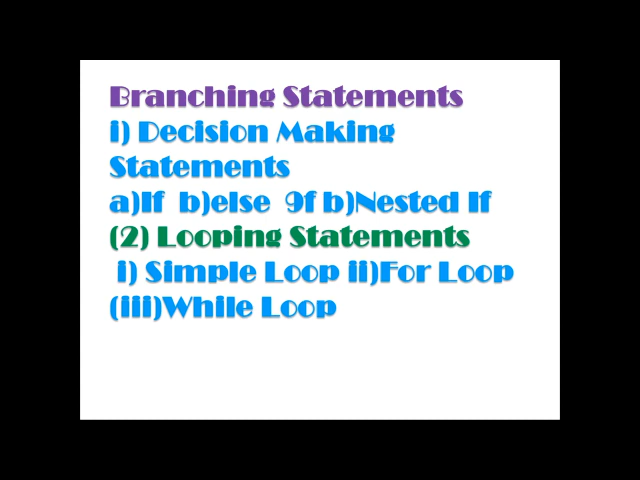 Branching Statements
i) Decision Making
Statements
a)If b)else 9f b)Nested If
(2) Looping Statements
i) Simple Loop ii)For Loop
(iii)While Loop